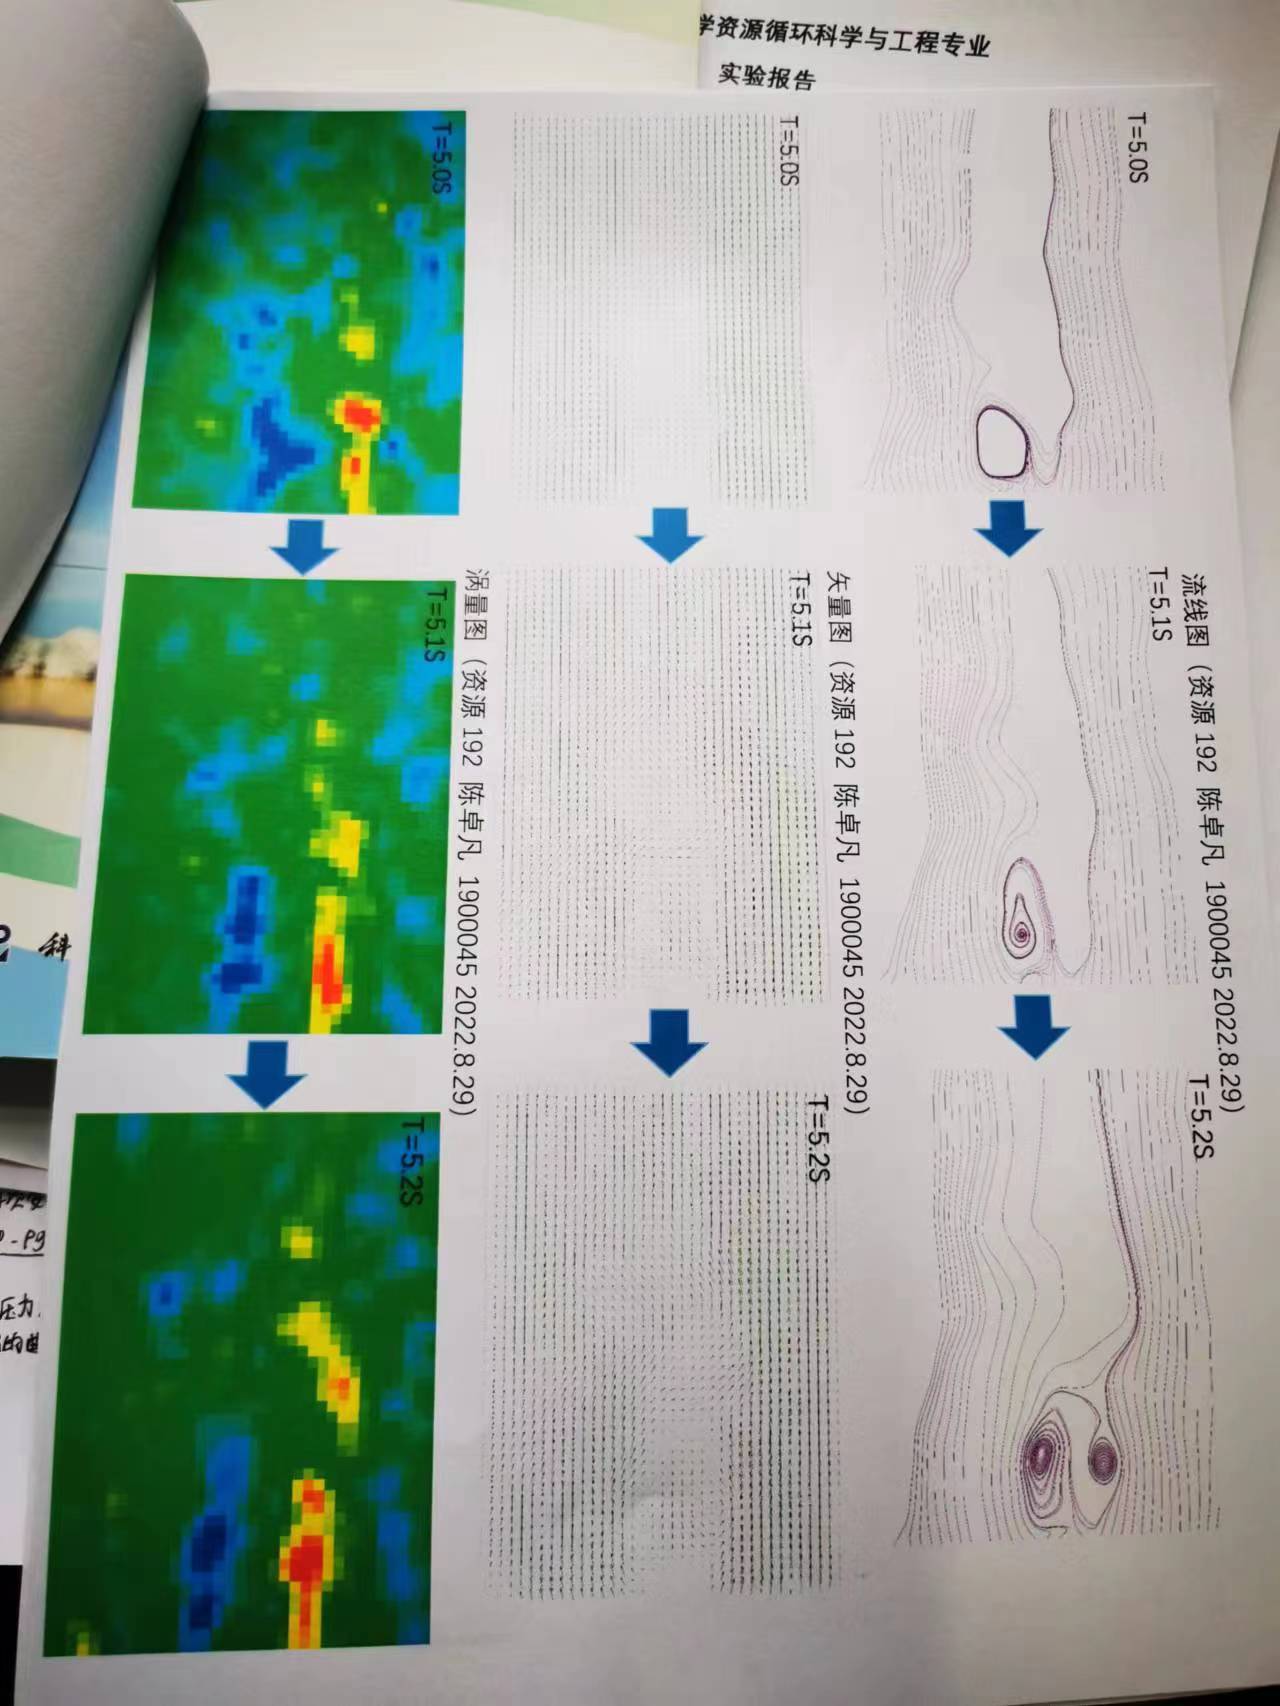 学资源循环科学与工程专业
实验报告
T=5.0S
T=5.1S
T=5.2S
流线图（资源 192 陈卓凡 1900045 2022.8.29）
T=5.0S
T=5.1S
T=5.2S
矢量图（资源 192 陈卓凡 1900045 2022.8.29）
T=5.0S
T=5.1S
T=5.2S
涡量图（资源 192 陈卓凡 1900045 2022.8.29）
科
压力